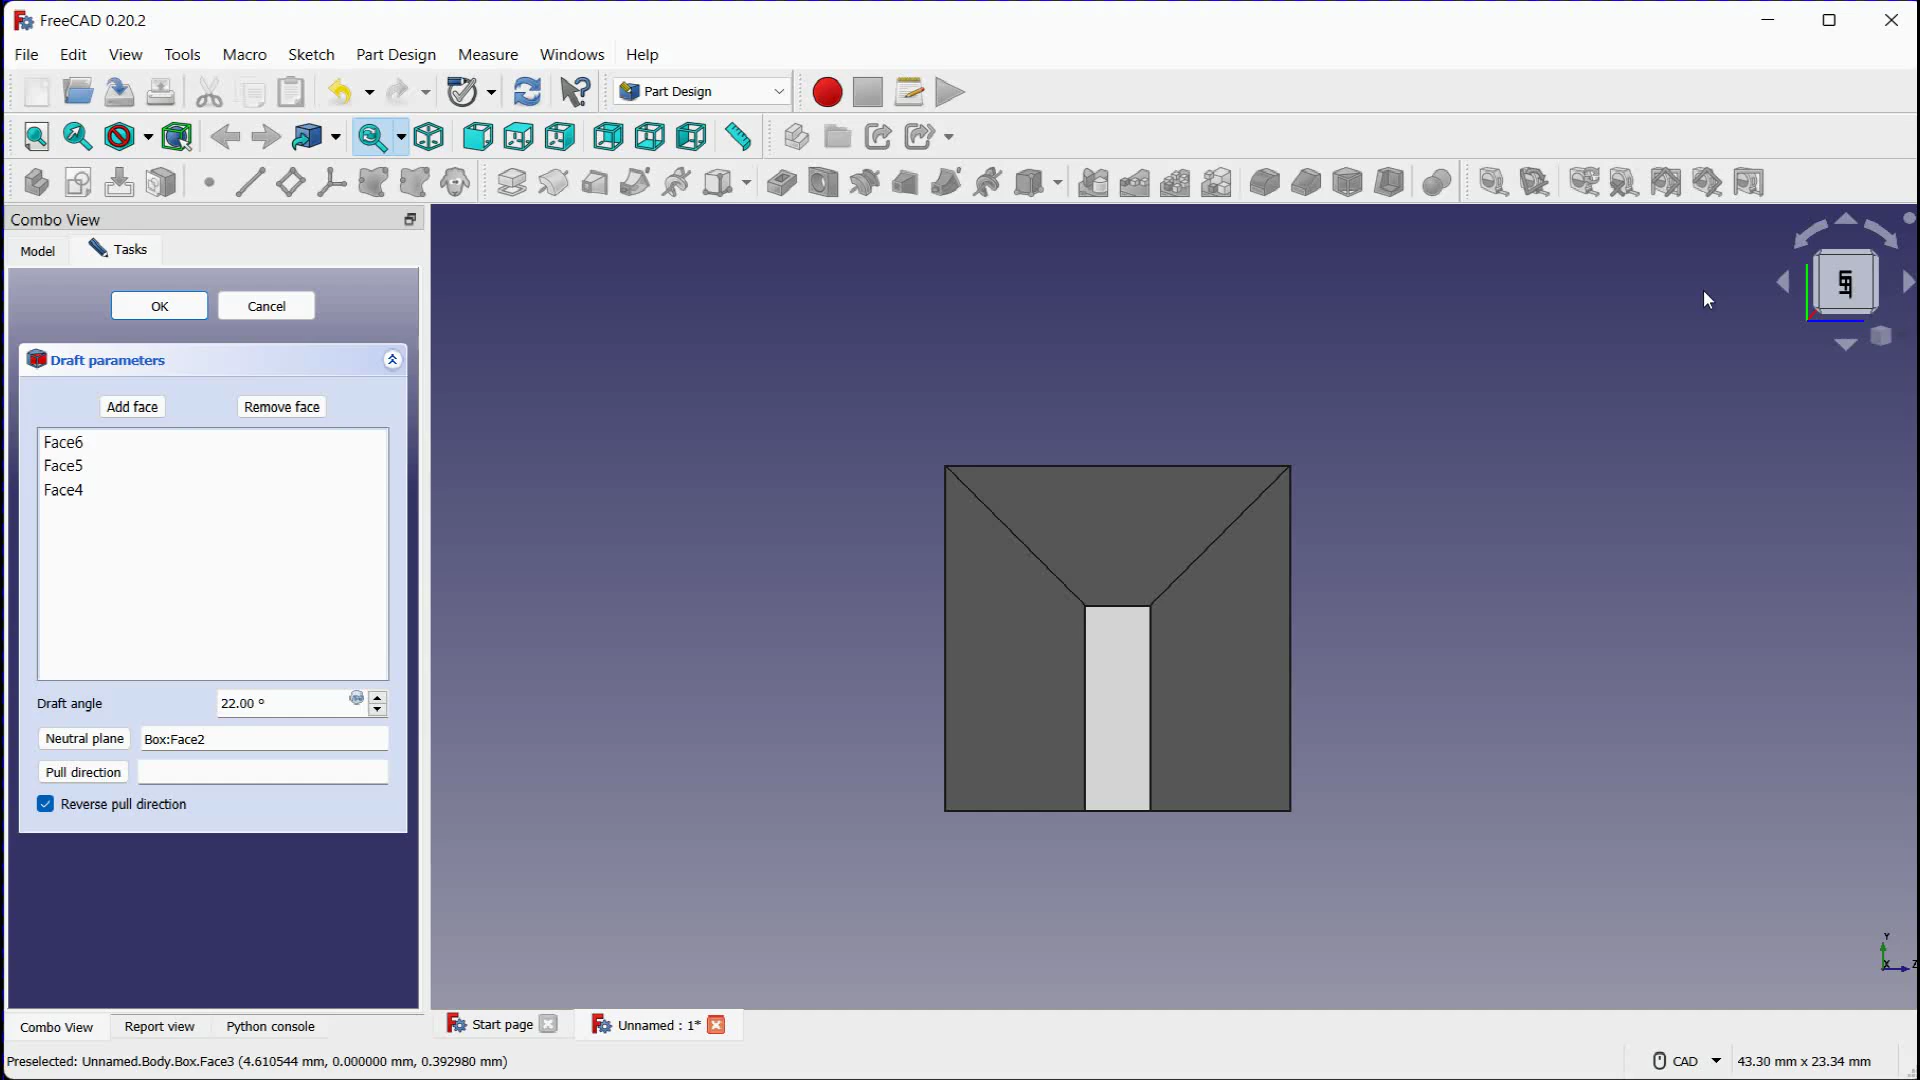 FreeCAD 0.20.2
File Edit View Tools Macro Sketch Part Design Measure Windows Help
Part Design
Combo View
Model Tasks
OK Cancel
Draft parameters
Add face Remove face
Face6
Face5
Face4
Draft angle 22.00 °
Neutral plane Box:Face2
Pull direction
Reverse pull direction
Y
X Z
Combo View Report view Python console
Start page Unnamed : 1*
Preselected: Unnamed.Body.Box.Face3 (4.610544 mm, 0.000000 mm, 0.392980 mm)
CAD 43.30 mm x 23.34 mm